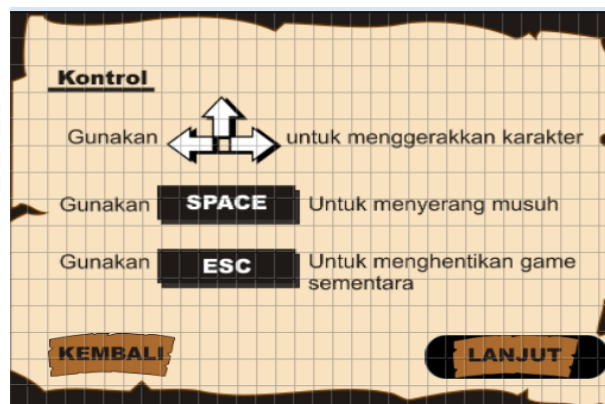 Kontrol
Gunakan untuk menggerakkan karakter
Gunakan SPACE Untuk menyerang musuh
Gunakan ESC Untuk menghentikan game
sementara
KEMBALI LANJUT